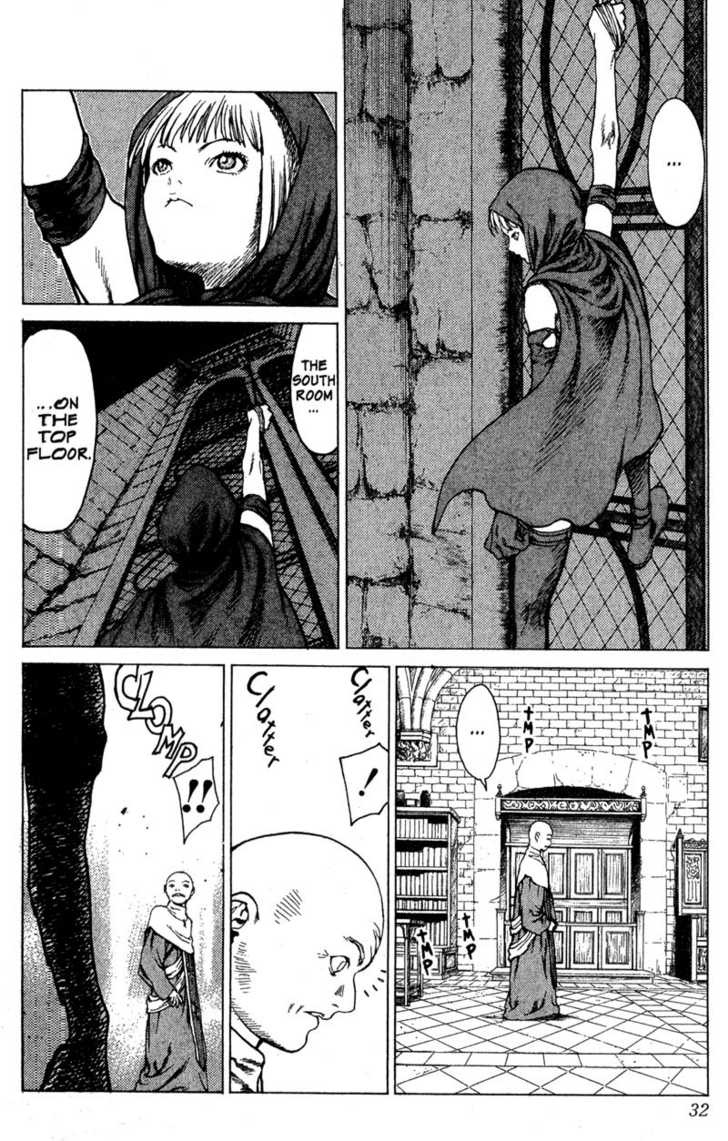 ...
THE
SOUTH
ROOM
...
...ON
THE
TOP
FLOOR.
...
TMP
TMP
TMP
TMP
Clatter
Clatter
!
CLOMP
!!
32